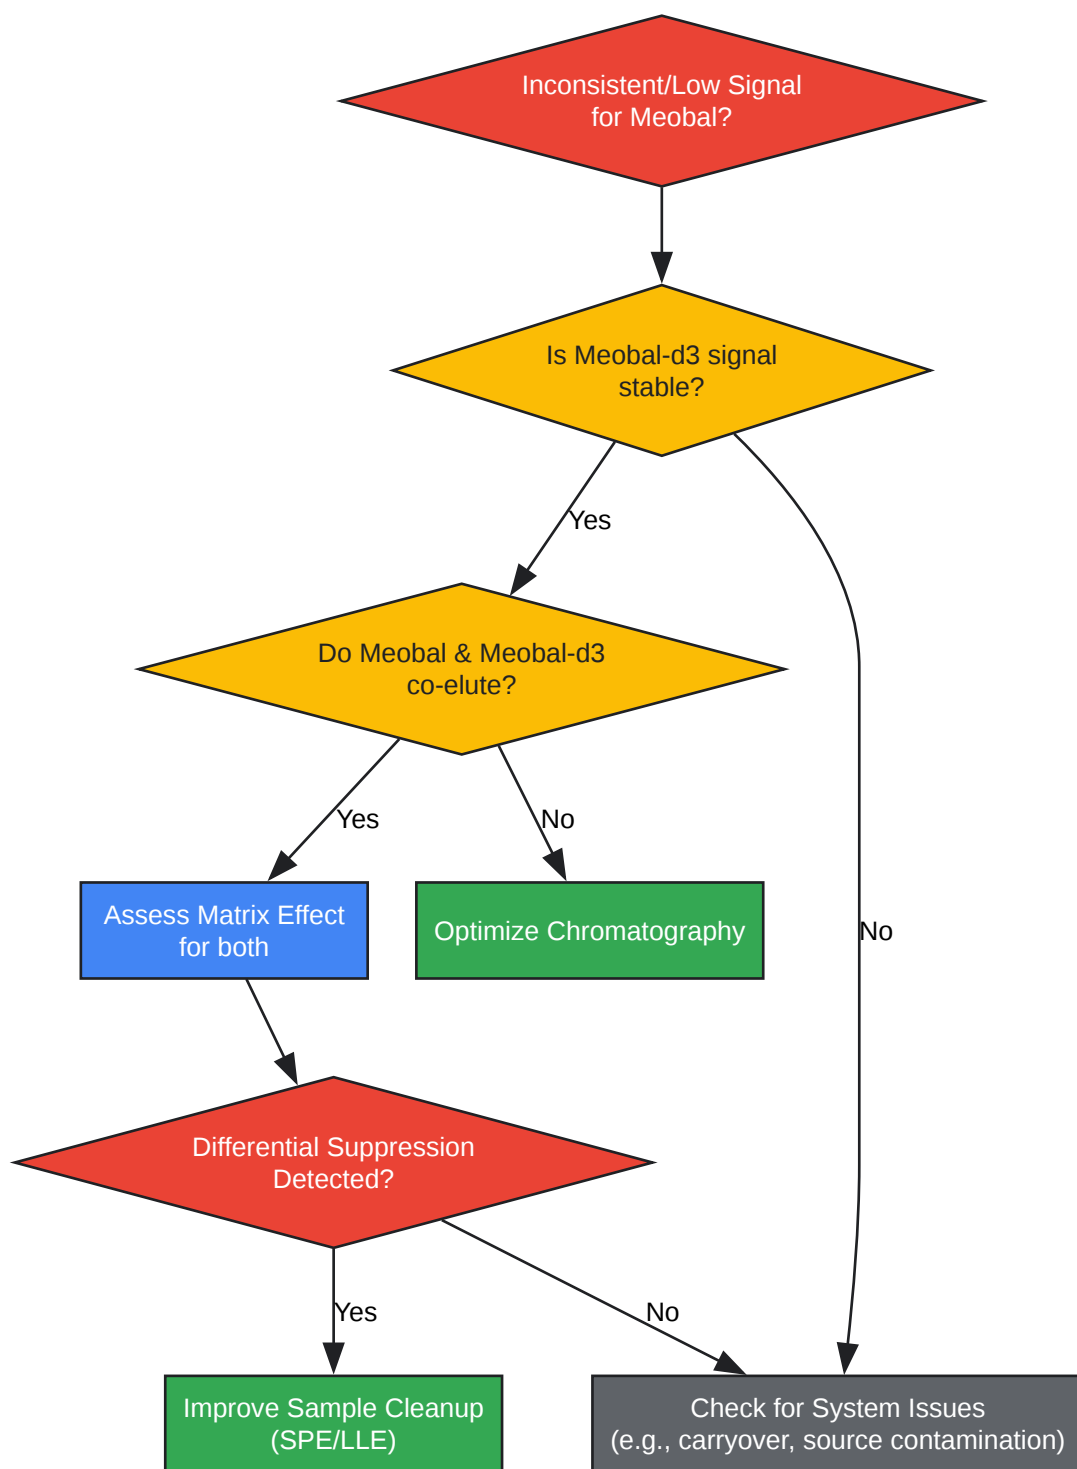 Inconsistent/Low Signal
for Meobal?
Is Meobal-d3 signal
stable?
Yes
Do Meobal & Meobal-d3
co-elute?
Yes
No
Assess Matrix Effect
for both
Optimize Chromatography
No
Differential Suppression
Detected?
Yes
No
Improve Sample Cleanup
(SPE/LLE)
Check for System Issues
(e.g., carryover, source contamination)